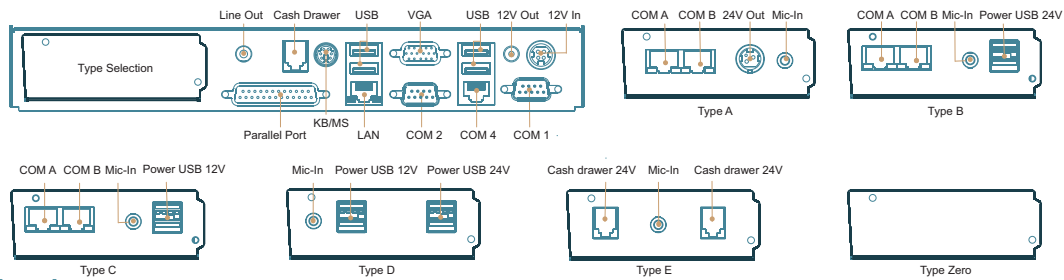 Line Out Cash Drawer USB VGA USB 12V Out 12V In
Type Selection
Parallel Port KB/MS LAN COM 2 COM 4 COM 1
COM A COM B 24V Out Mic-In
Type A
COM A COM B Mic-In Power USB 24V
Type B
COM A COM B Mic-In Power USB 12V
Type C
Mic-In Power USB 12V Power USB 24V
Type D
Cash drawer 24V Mic-In Cash drawer 24V
Type E
Type Zero